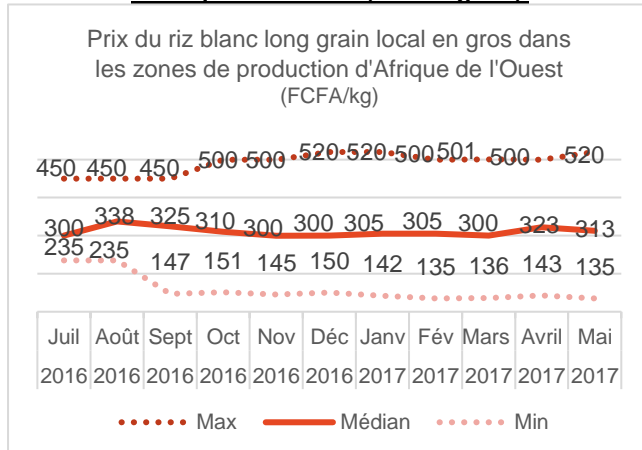 Prix du riz blanc long grain local en gros dans
les zones de production d'Afrique de l'Ouest
(FCFA/kg)
450 450 450 500 500 520 520 500 501 500 520
300 338 325 310 300 300 305 305 300 323 313
235 235 147 151 145 150 142 135 136 143 135
Juil Août Sept Oct Nov Déc Janv Fév Mars Avril Mai
2016 2016 2016 2016 2016 2016 2017 2017 2017 2017 2017
Max Médian Min